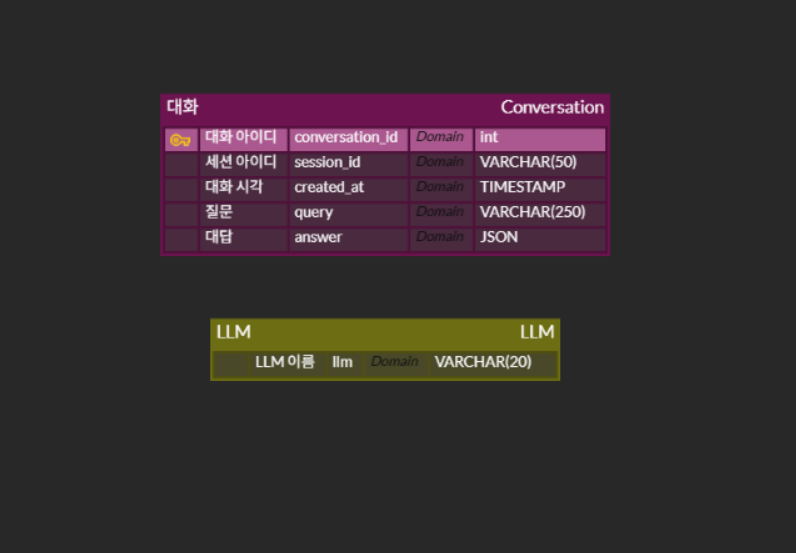 대화 Conversation
대화 아이디 conversation_id Domain int
세션 아이디 session_id Domain VARCHAR(50)
대화 시각 created_at Domain TIMESTAMP
질문 query Domain VARCHAR(250)
대답 answer Domain JSON
LLM LLM
LLM 이름 llm Domain VARCHAR(20)